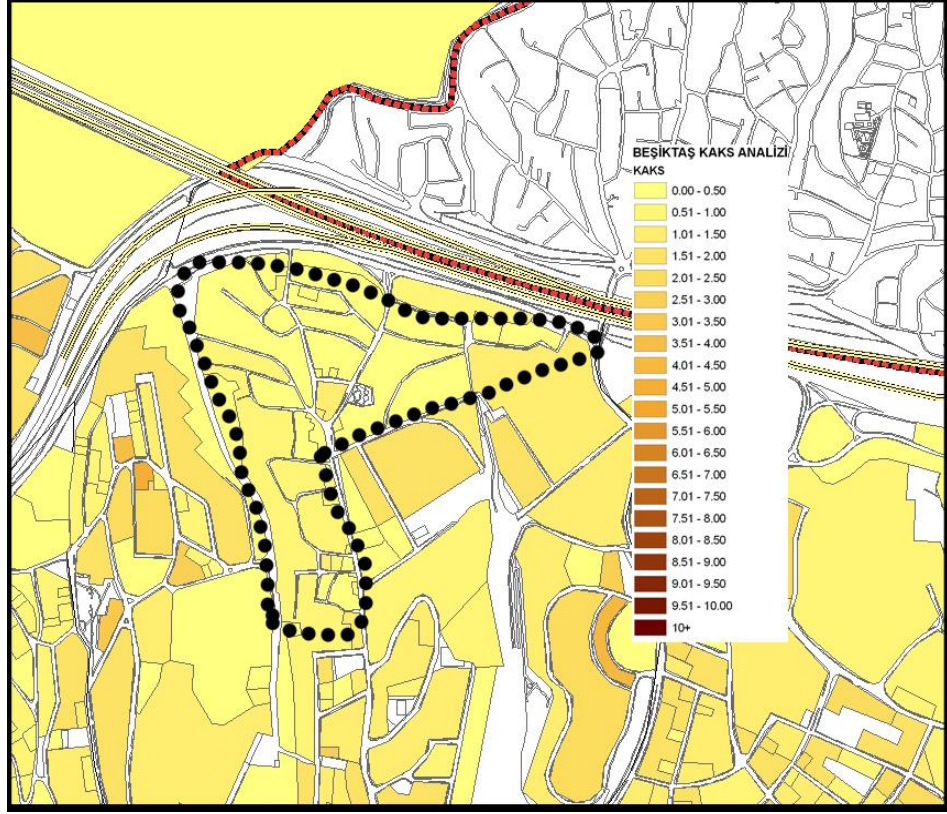 BEŞİKTAŞ KAKS ANALİZİ
KAKS
0.00 - 0.50
0.51 - 1.00
1.01 - 1.50
1.51 - 2.00
2.01 - 2.50
2.51 - 3.00
3.01 - 3.50
3.51 - 4.00
4.01 - 4.50
4.51 - 5.00
5.01 - 5.50
5.51 - 6.00
6.01 - 6.50
6.51 - 7.00
7.01 - 7.50
7.51 - 8.00
8.01 - 8.50
8.51 - 9.00
9.01 - 9.50
9.51 - 10.00
10+